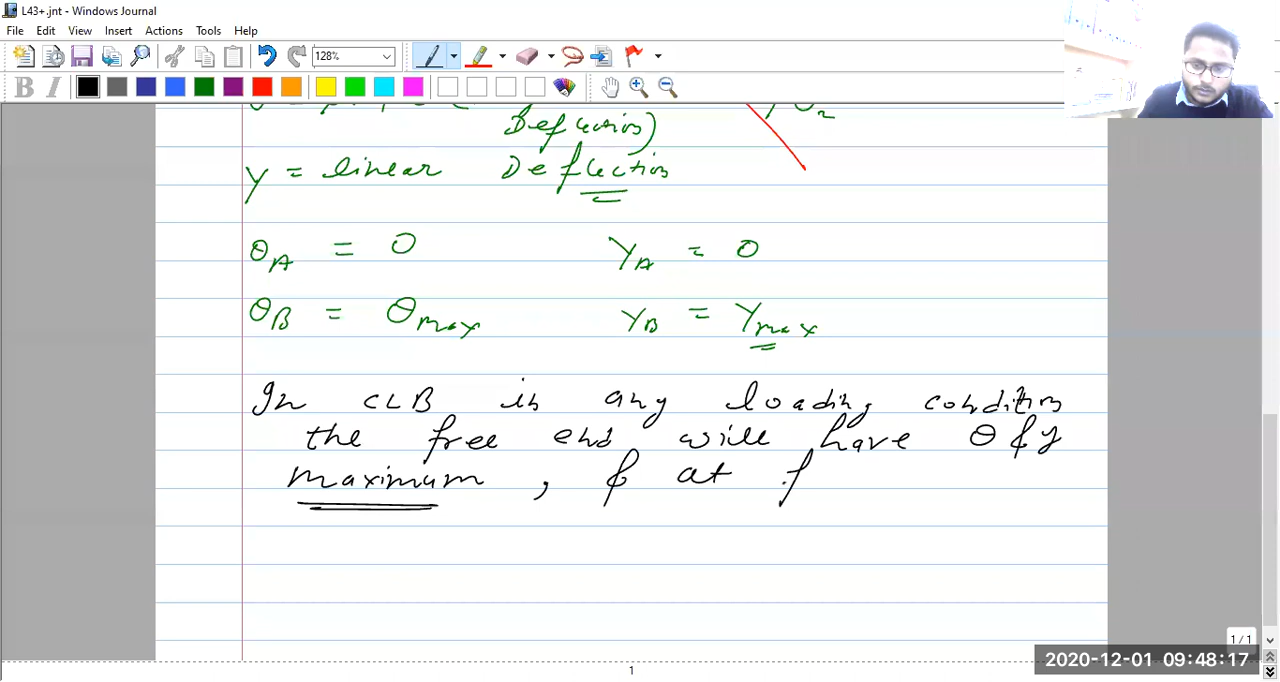 L43+.jnt - Windows Journal
File Edit View Insert Actions Tools Help
128%
Deflection)
y = linear Deflection
θA = 0 yA = 0
θB = θmax yB = ymax
In CLB in any loading condition
the free end will have θ & y
maximum , & at f
1 / 1
2020-12-01 09:48:17
1